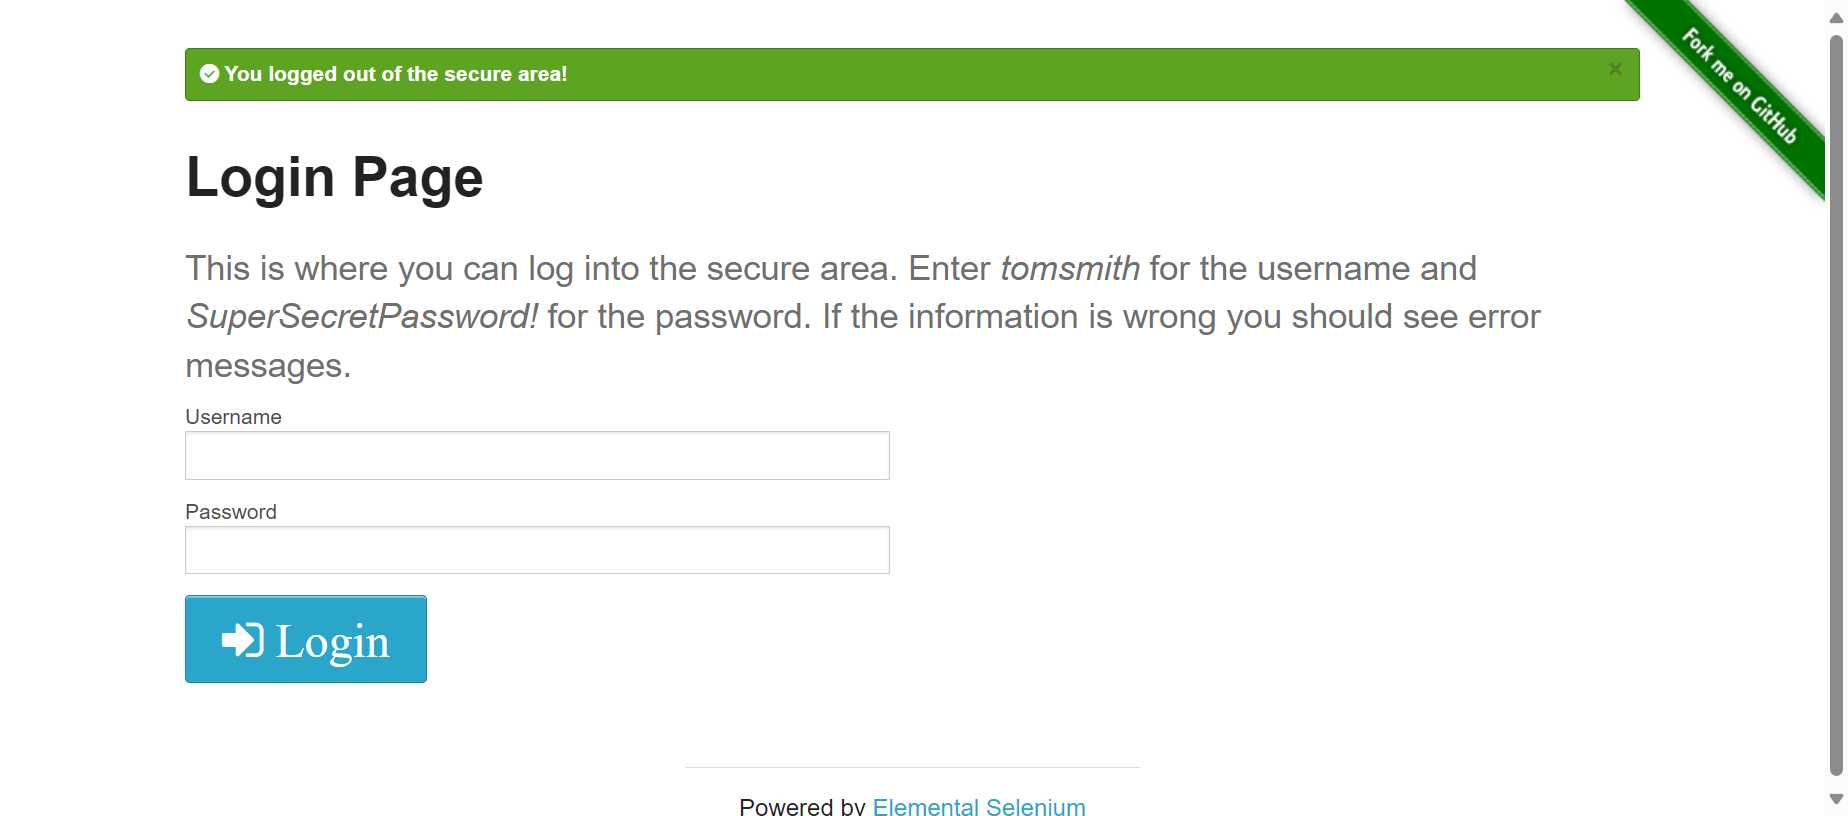 You logged out of the secure area!
×
Fork me on GitHub
Login Page
This is where you can log into the secure area. Enter tomsmith for the username and
SuperSecretPassword! for the password. If the information is wrong you should see error
messages.
Username
Password
Login
Powered by Elemental Selenium